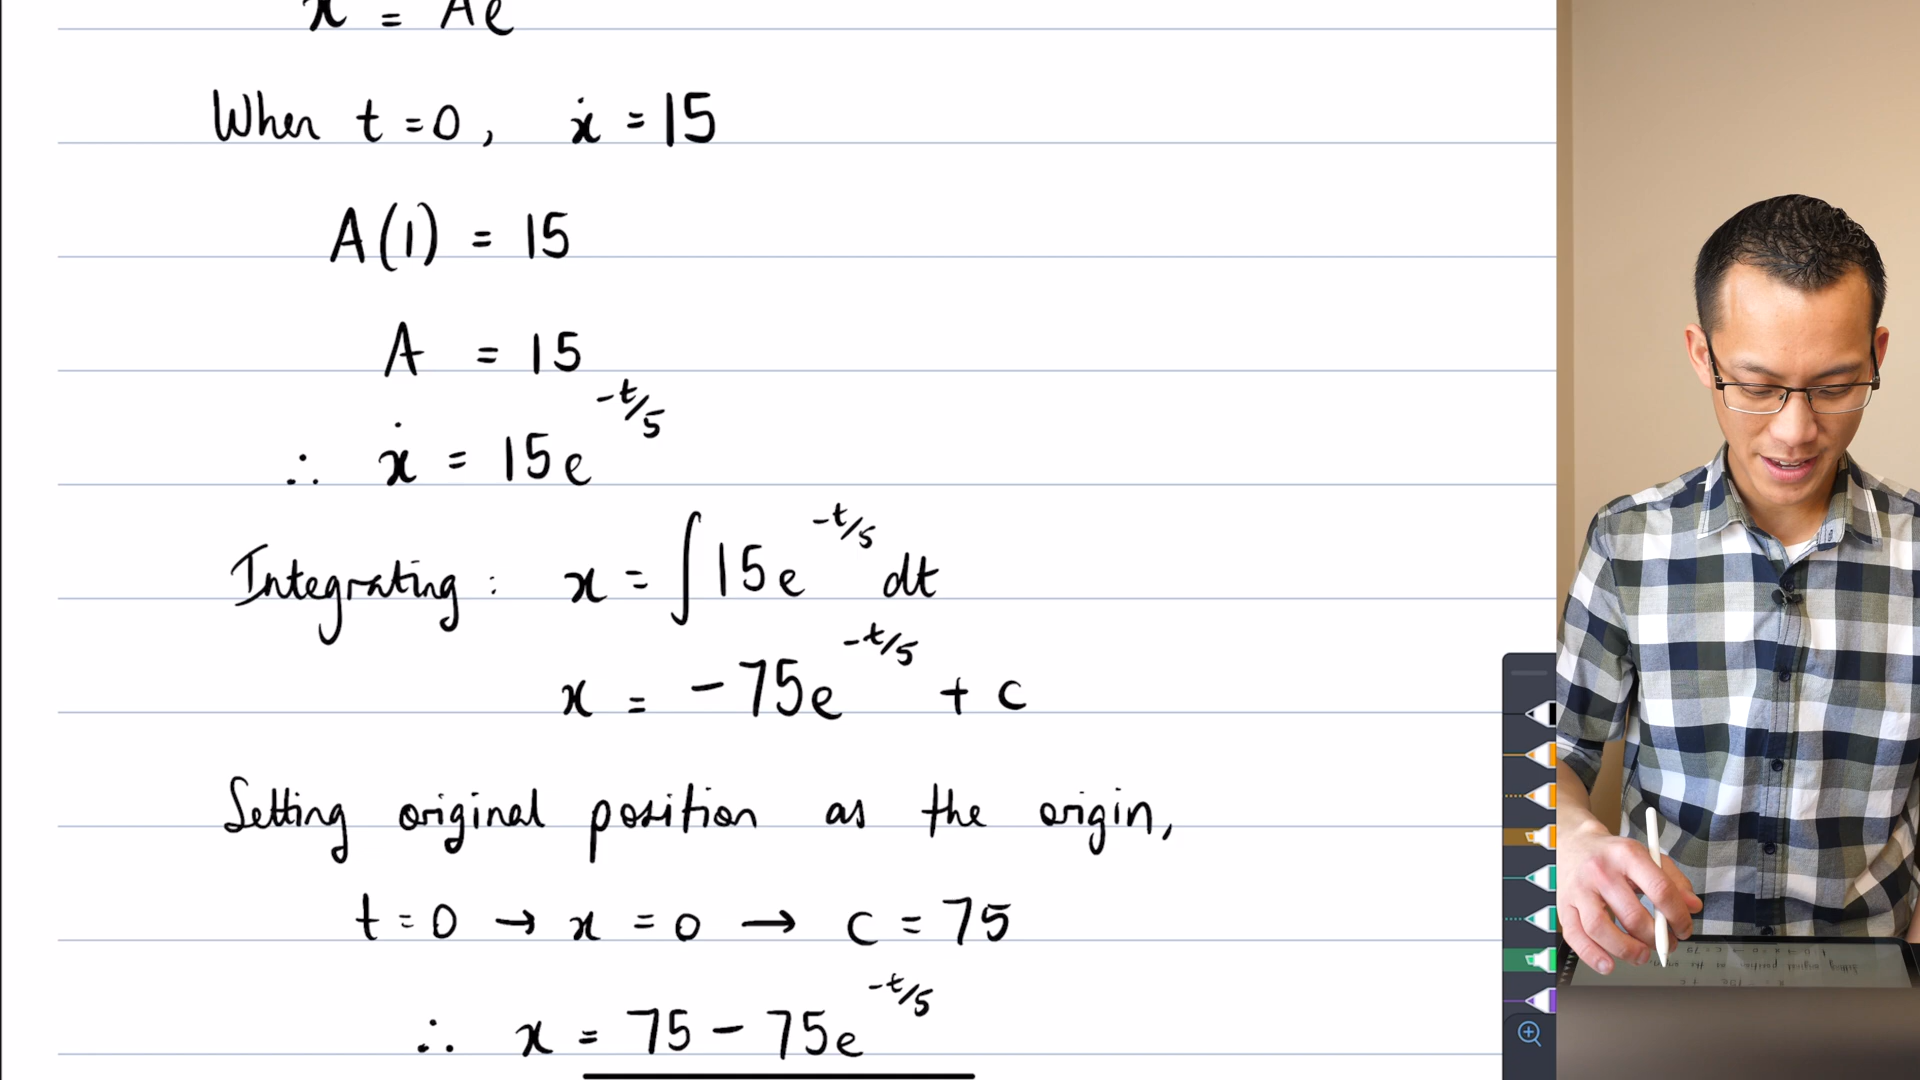 ẋ = Ae
When t = 0, ẋ = 15
A(1) = 15
A = 15
∴ ẋ = 15e^(-t/5)
Integrating: x = ∫ 15e^(-t/5) dt
x = -75e^(-t/5) + c
Setting original position as the origin,
t = 0 → x = 0 → c = 75
∴ x = 75 - 75e^(-t/5)